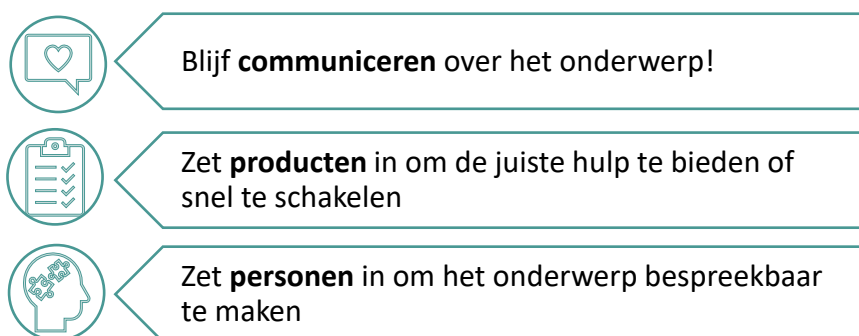 Blijf communiceren over het onderwerp!
Zet producten in om de juiste hulp te bieden of
snel te schakelen
Zet personen in om het onderwerp bespreekbaar
te maken